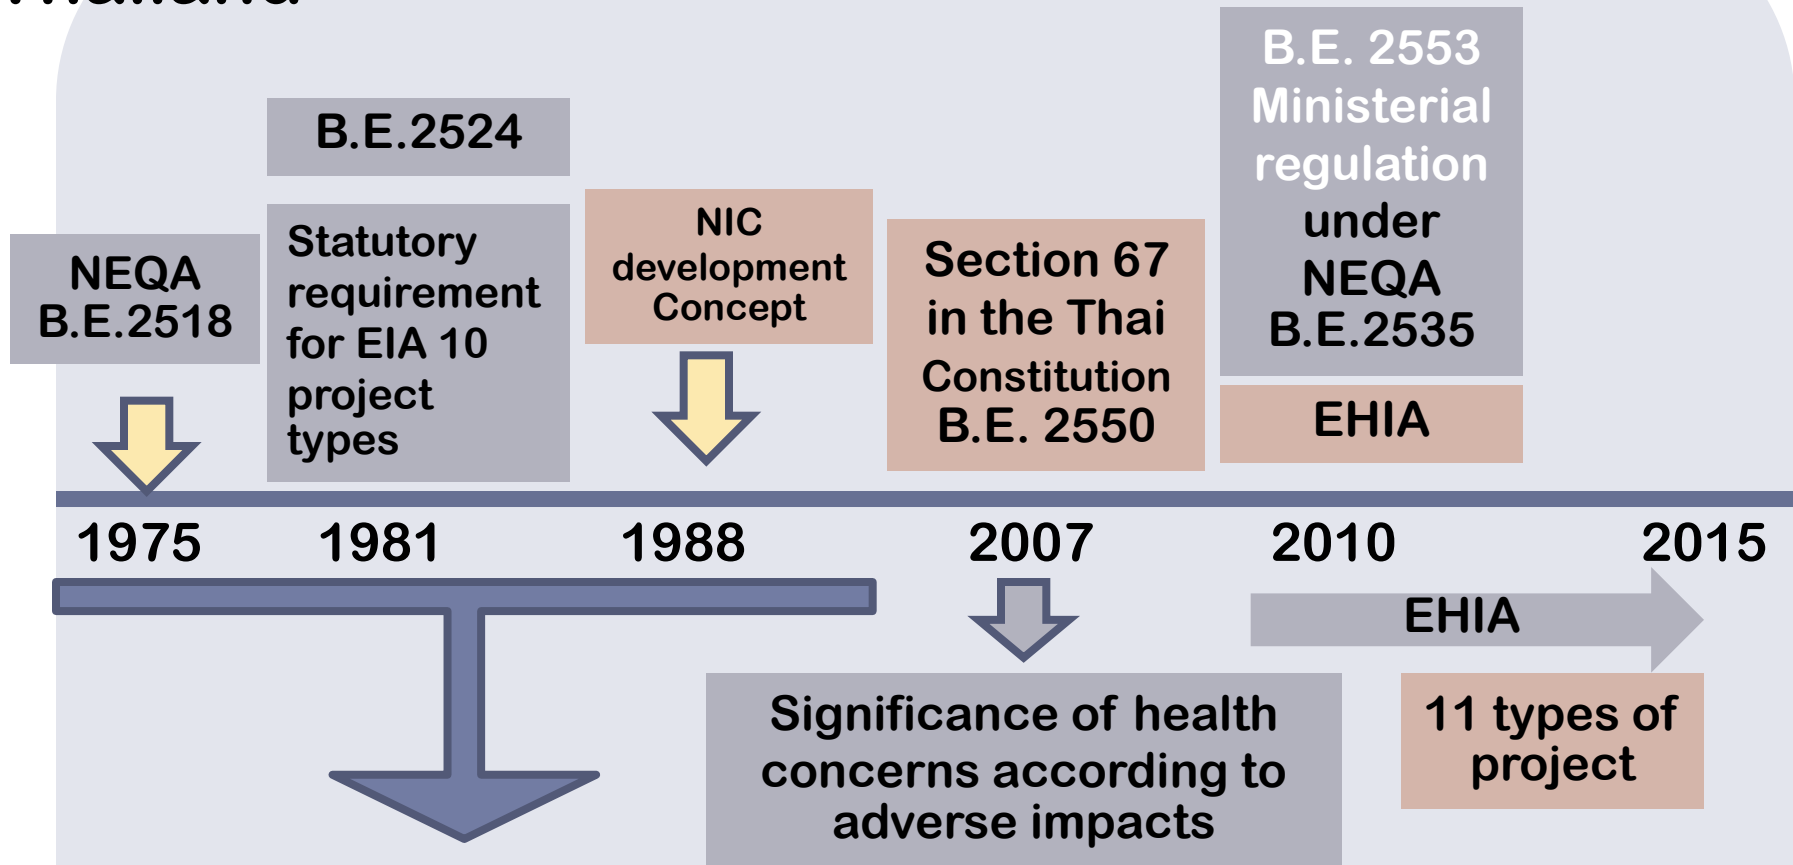 Thailand
B.E.2524
B.E. 2553
Ministerial
regulation
under
NEQA
B.E.2535
NEQA
B.E.2518
Statutory
requirement
for EIA 10
project
types
NIC
development
Concept
Section 67
in the Thai
Constitution
B.E. 2550
EHIA
1975
1981
1988
2007
2010
2015
EHIA
Significance of health
concerns according to
adverse impacts
11 types of
project